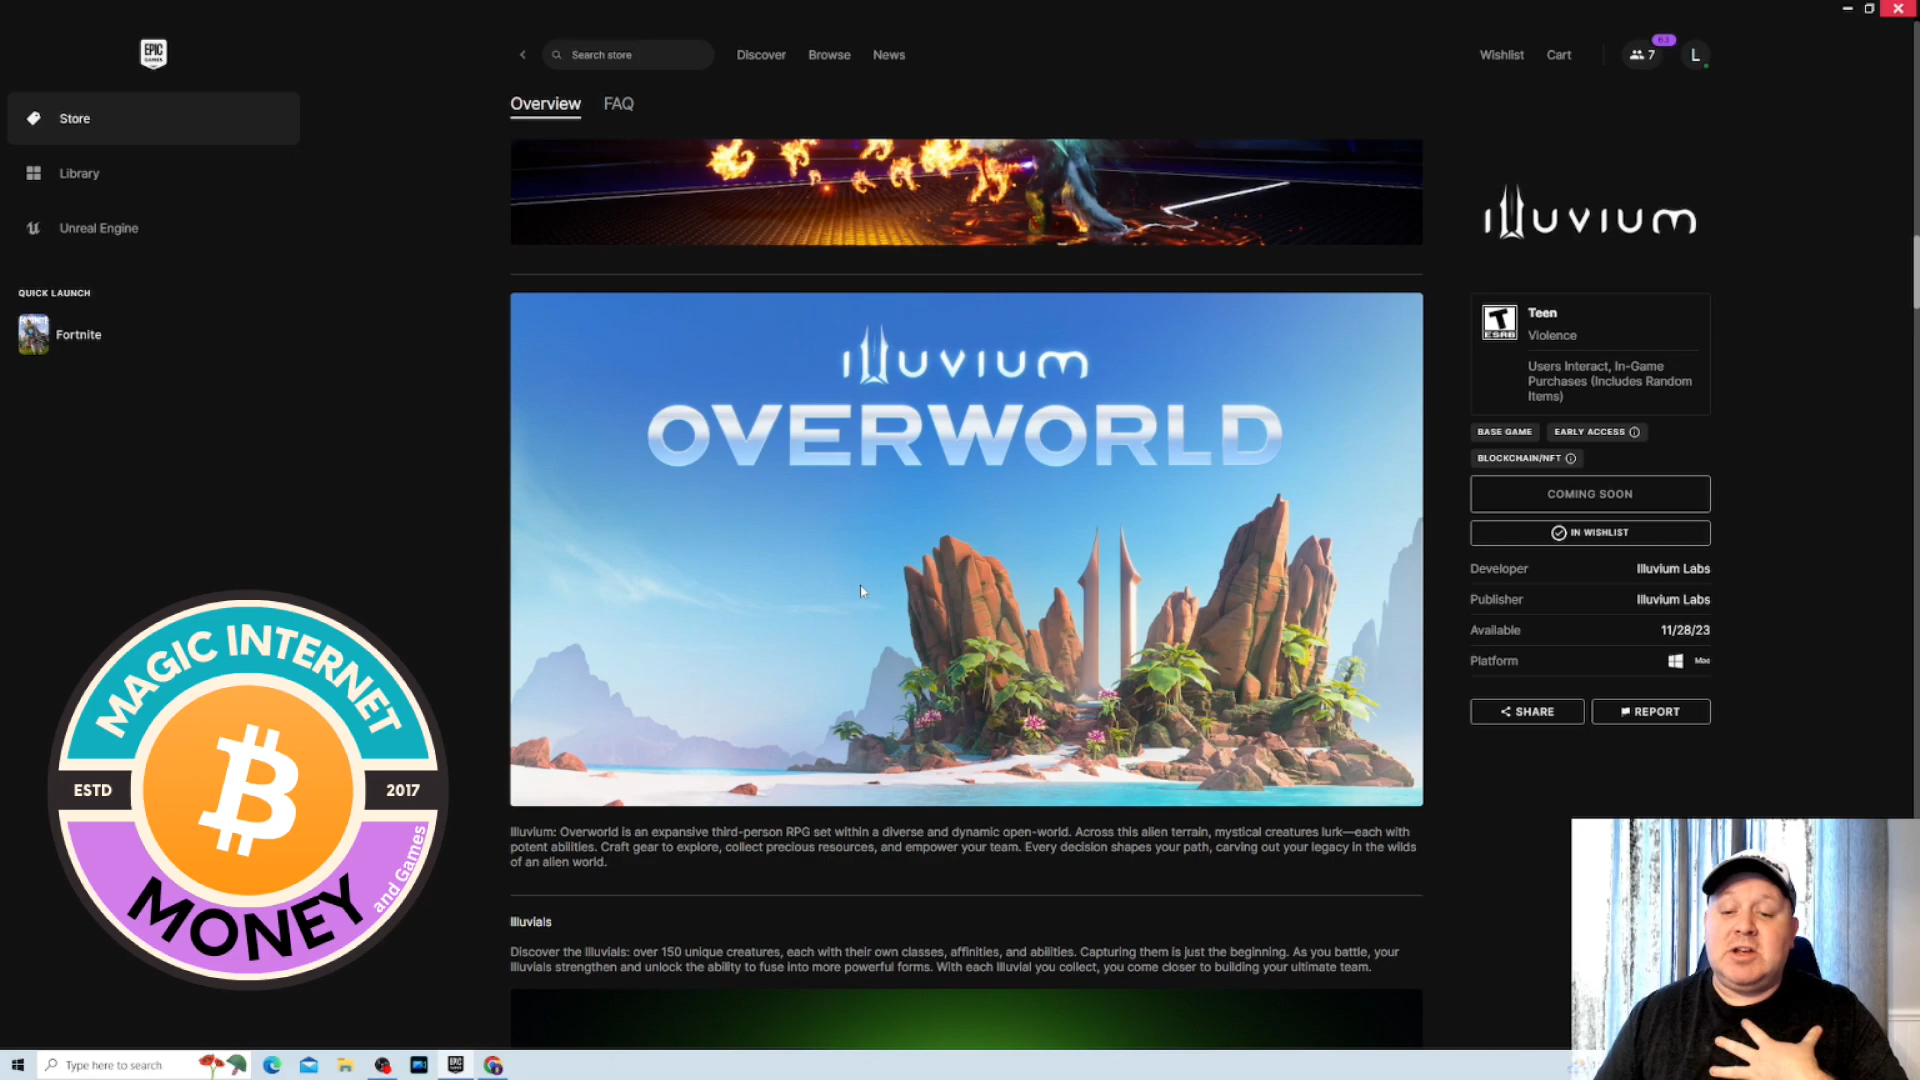 EPIC
GAMES
Search store
Discover
Browse
News
Wishlist
Cart
7
63
L
Store
Library
Unreal Engine
QUICK LAUNCH
Fortnite
Overview
FAQ
ILLUVIUM
T
ESRB
Teen
Violence
Users Interact, In-Game
Purchases (Includes Random
Items)
BASE GAME
EARLY ACCESS
BLOCKCHAIN/NFT
COMING SOON
IN WISHLIST
Developer
Illuvium Labs
Publisher
Illuvium Labs
Available
11/28/23
Platform
Mac
SHARE
REPORT
ILLUVIUM
OVERWORLD
Illuvium: Overworld is an expansive third-person RPG set within a diverse and dynamic open-world. Across this alien terrain, mystical creatures lurk—each with
potent abilities. Craft gear to explore, collect precious resources, and empower your team. Every decision shapes your path, carving out your legacy in the wilds
of an alien world.
Illuvials
Discover the Illuvials: over 150 unique creatures, each with their own classes, affinities, and abilities. Capturing them is just the beginning. As you battle, your
Illuvials strengthen and unlock the ability to fuse into more powerful forms. With each Illuvial you collect, you come closer to building your ultimate team.
MAGIC INTERNET
ESTD
2017
MONEY
and Games
Type here to search
EPIC